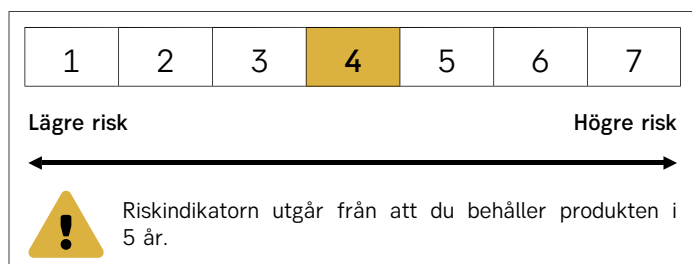 1 2 3 4 5 6 7
Lägre risk Högre risk
Riskindikatorn utgår från att du behåller produkten i
5 år.